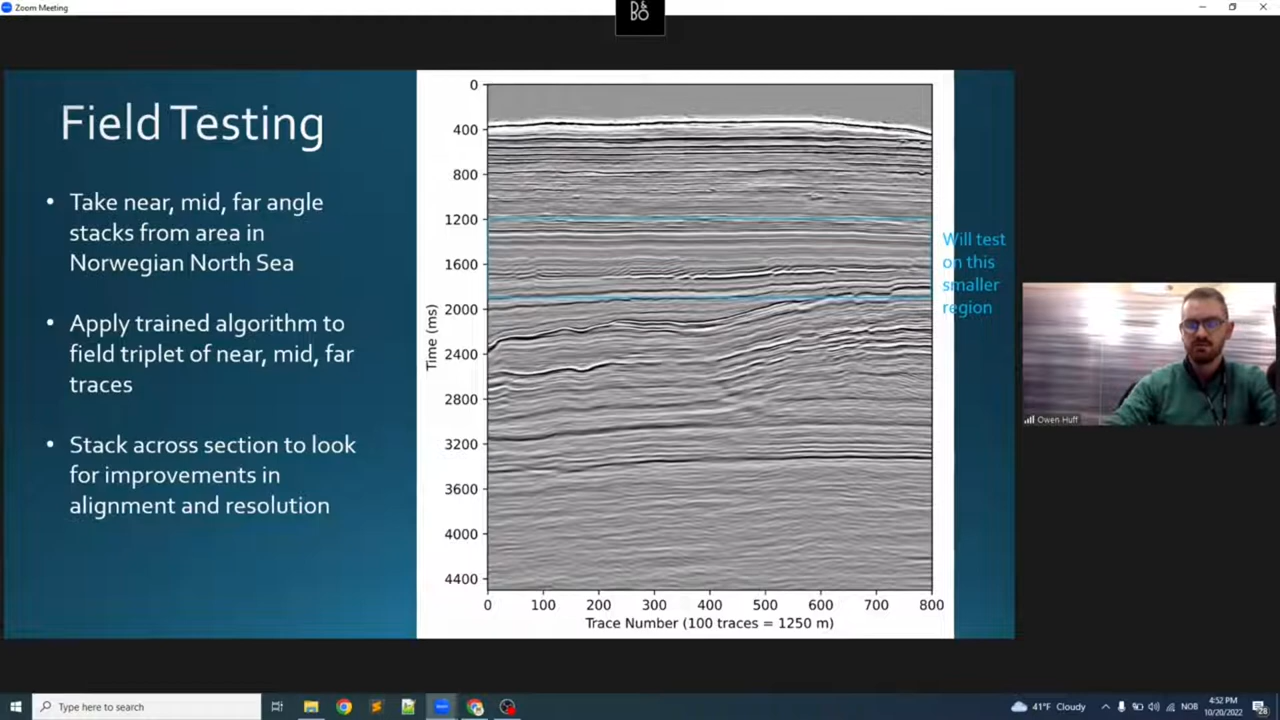 Zoom Meeting
B&
BO
Field Testing
• Take near, mid, far angle
stacks from area in
Norwegian North Sea
• Apply trained algorithm to
field triplet of near, mid, far
traces
• Stack across section to look
for improvements in
alignment and resolution
0
400
800
1200
1600
2000
2400
2800
3200
3600
4000
4400
Time (ms)
0 100 200 300 400 500 600 700 800
Trace Number (100 traces = 1250 m)
Will test
on this
smaller
region
Owen Huff
Type here to search
41°F Cloudy
NOB
4:52 PM
10/20/2022
28